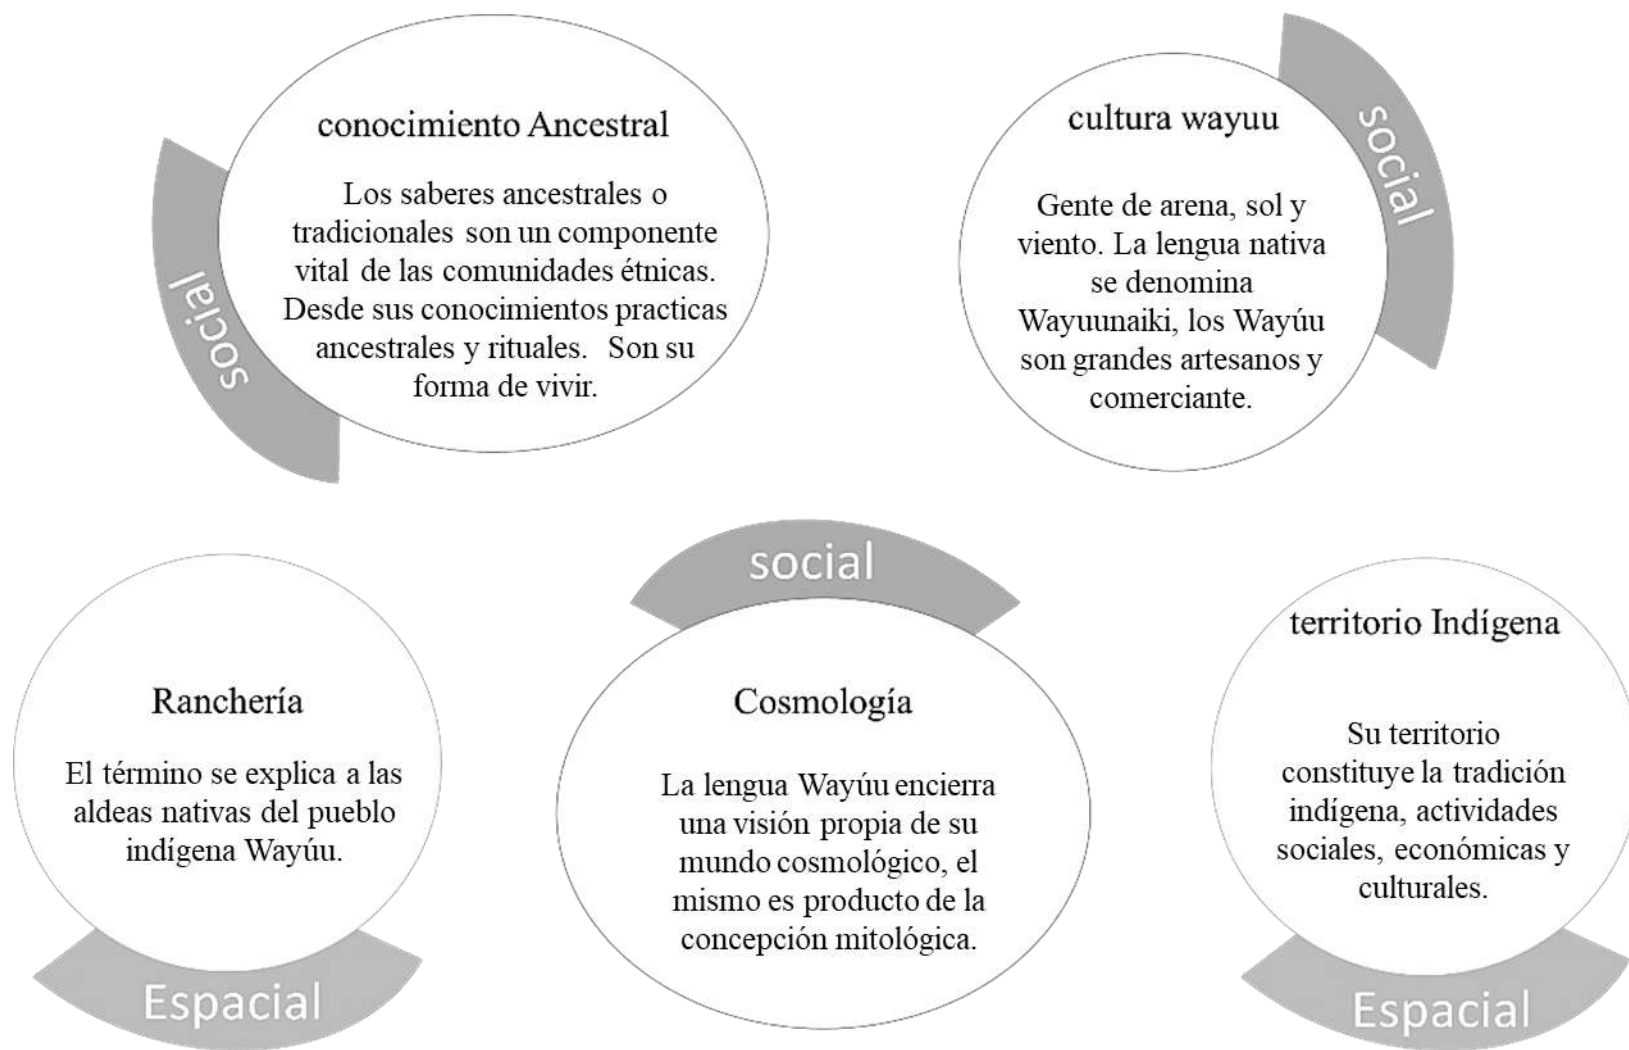 conocimiento Ancestral
Los saberes ancestrales o
tradicionales son un componente
vital de las comunidades étnicas.
Desde sus conocimientos practicas
ancestrales y rituales. Son su
forma de vivir.
social
cultura wayuu
Gente de arena, sol y
viento. La lengua nativa
se denomina
Wayuunaiki, los Wayúu
son grandes artesanos y
comerciante.
social
Ranchería
El término se explica a las
aldeas nativas del pueblo
indígena Wayúu.
Espacial
social
Cosmología
La lengua Wayúu encierra
una visión propia de su
mundo cosmológico, el
mismo es producto de la
concepción mitológica.
territorio Indígena
Su territorio
constituye la tradición
indígena, actividades
sociales, económicas y
culturales.
Espacial